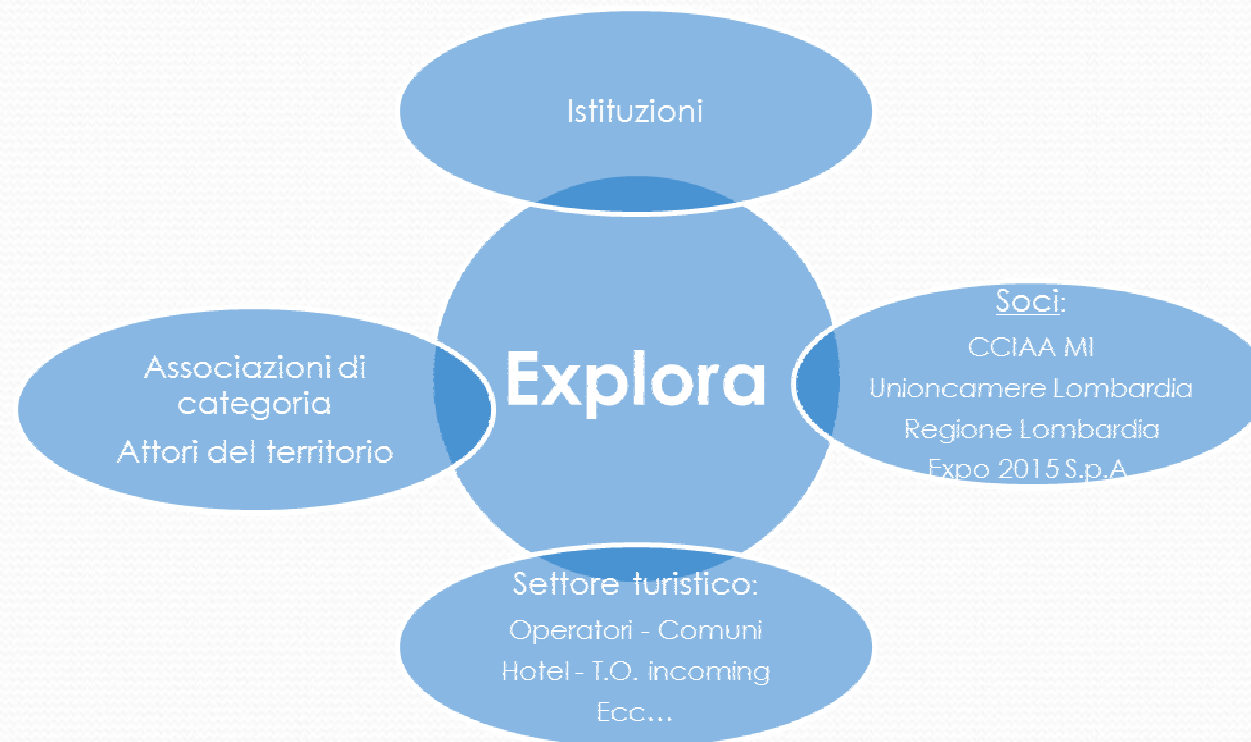 Istituzioni
Associazioni di
categoria
Attori del territorio
Explora
Soci:
CCIAA MI
Unioncamere Lombardia
Regione Lombardia
Expo 2015 S.p.A
Settore turistico:
Operatori - Comuni
Hotel - T.O. incoming
Ecc...